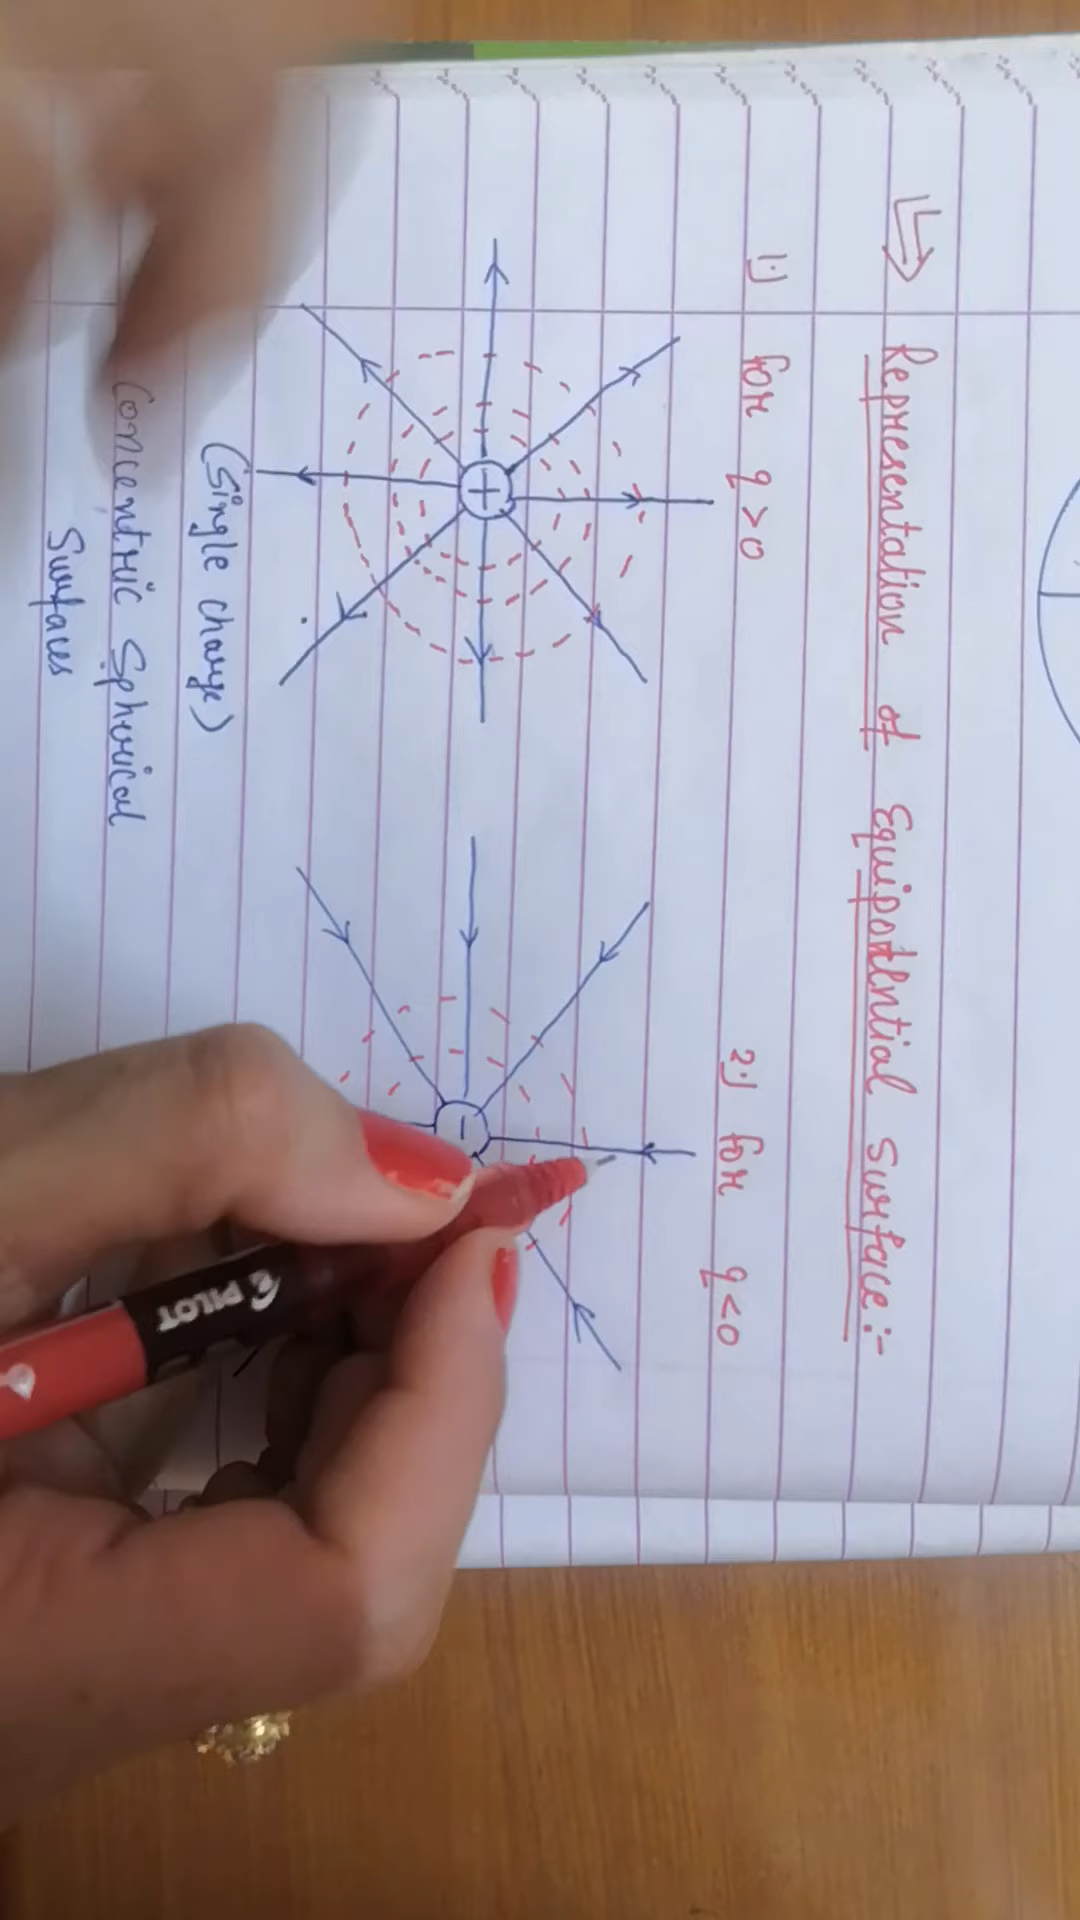 ⇒ Representation of Equipotential Surface :-
1.) for q > 0
2.) for q < 0
+
-
(Single charge)
Concentric Spherical
Surfaces
PILOT